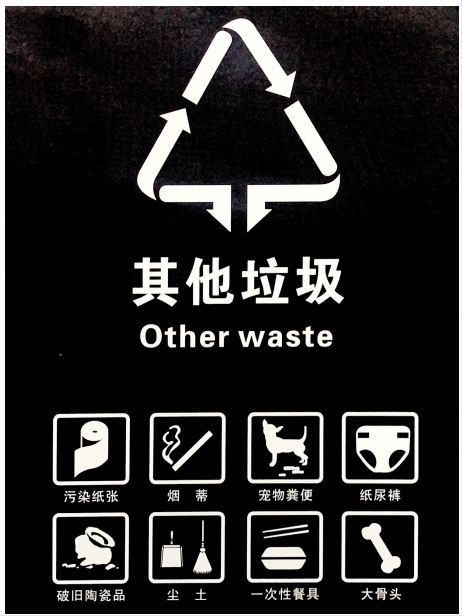 其他垃圾
Other waste
污染纸张 烟蒂 宠物粪便 纸尿裤
破旧陶瓷品 尘土 一次性餐具 大骨头